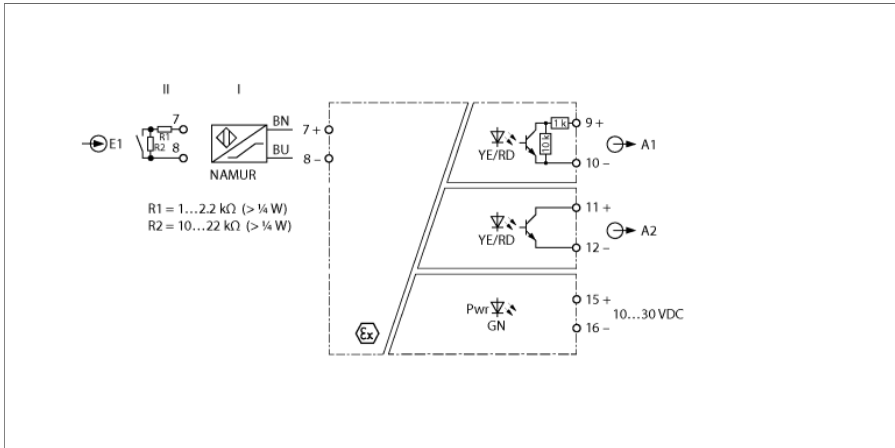 II
I
E1
7
8
R1
R2
BN
BU
NAMUR
7 +
8 –
R1 = 1...2.2 kΩ (> ¼ W)
R2 = 10...22 kΩ (> ¼ W)
Ex
1 k
10 k
YE/RD
9 +
10 –
A1
YE/RD
11 +
12 –
A2
Pwr
GN
15 +
16 –
10...30 VDC